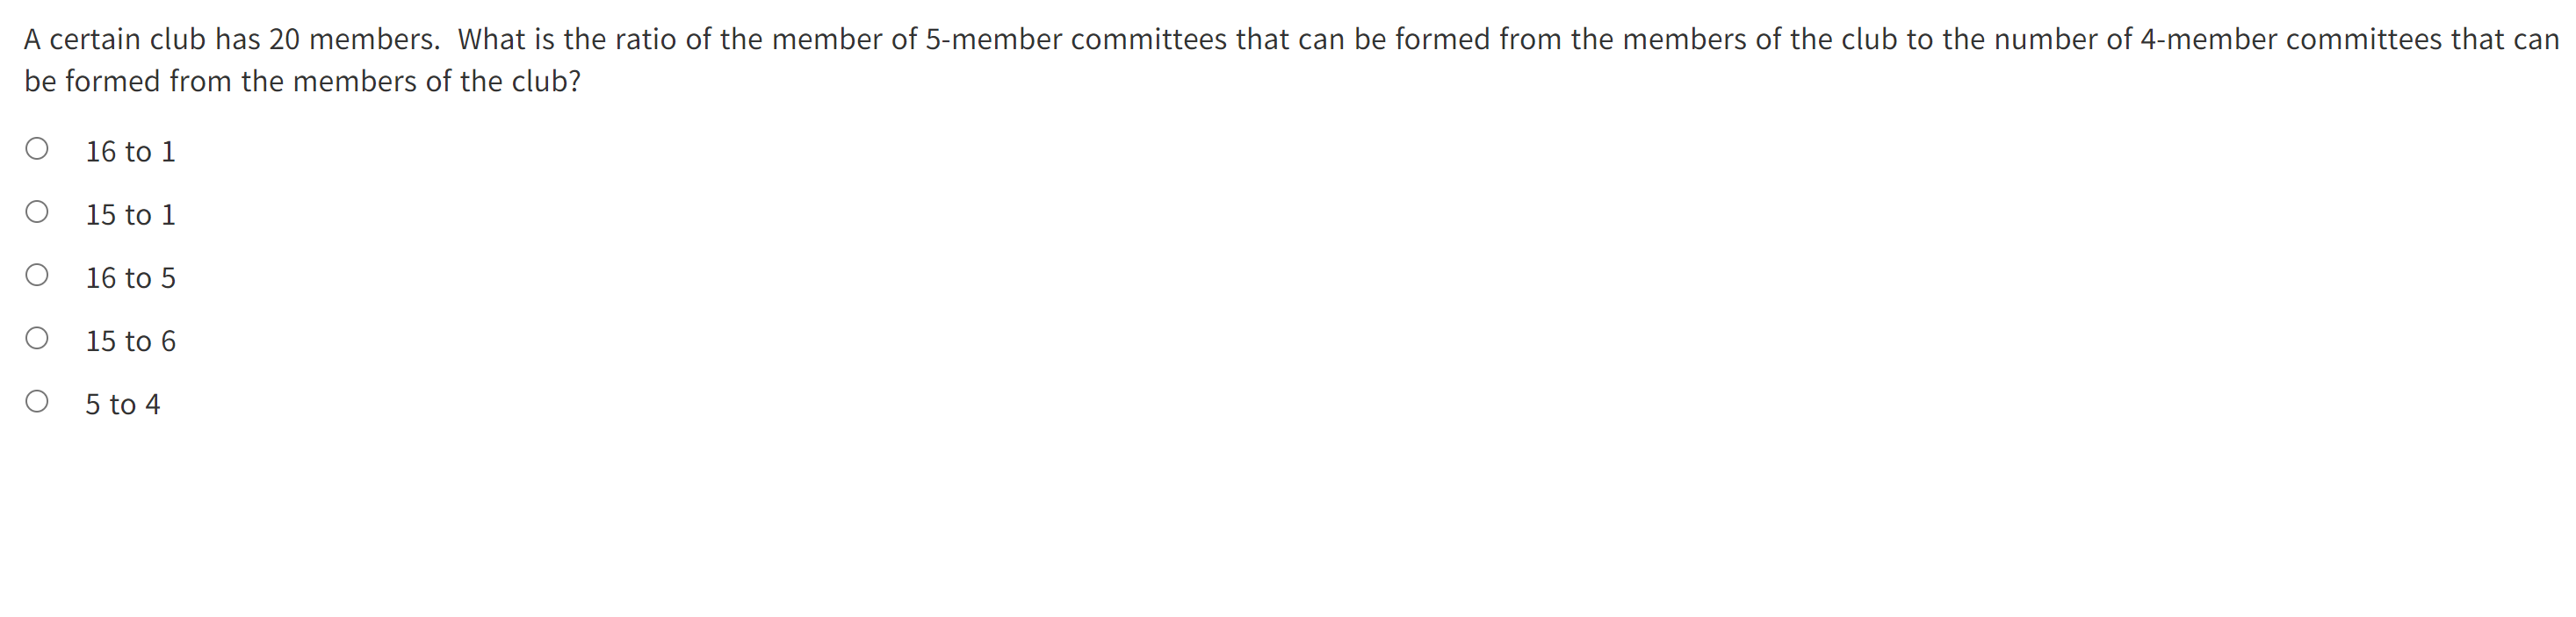 A certain club has 20 members.  What is the ratio of the member of 5-member committees that can be formed from the members of the club to the number of 4-member committees that can
be formed from the members of the club?
16 to 1
15 to 1
16 to 5
15 to 6
5 to 4